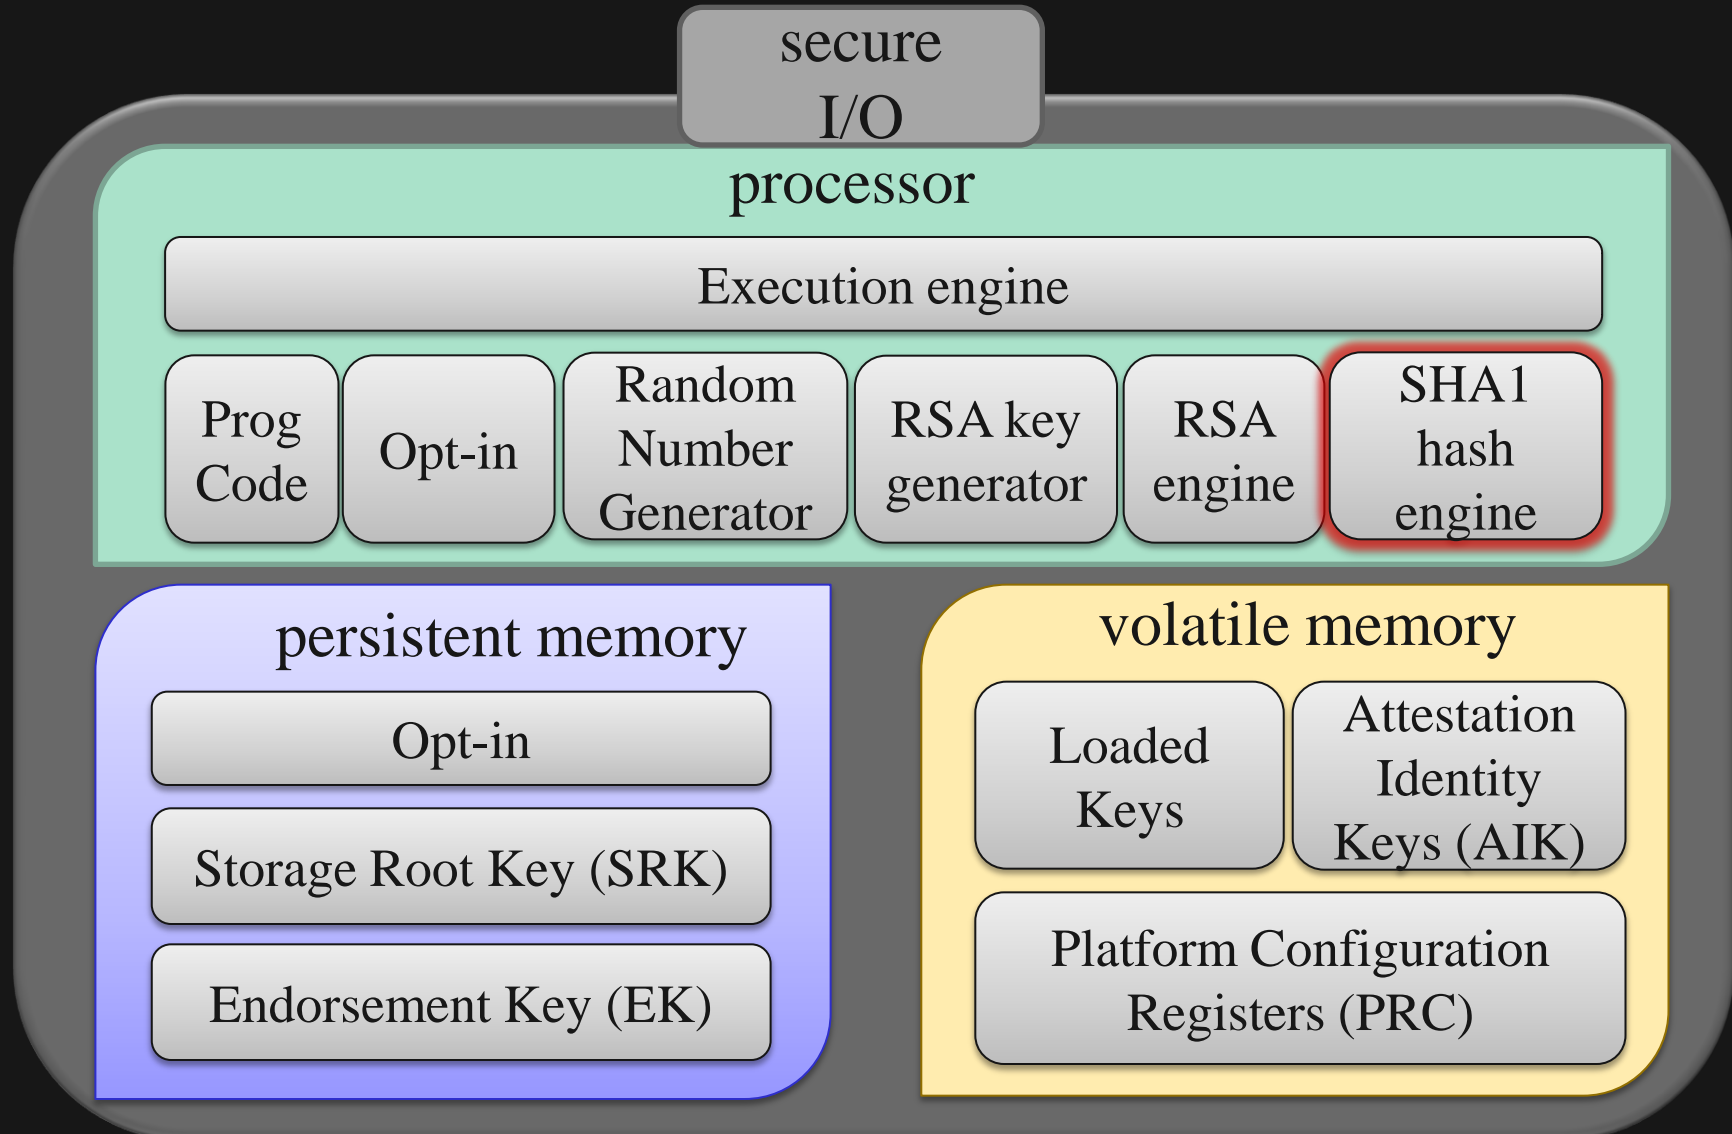 secure
I/O
processor
Execution engine
Prog
Code
Opt-in
Random
Number
Generator
RSA key
generator
RSA
engine
SHA1
hash
engine
persistent memory
Opt-in
Storage Root Key (SRK)
Endorsement Key (EK)
volatile memory
Loaded
Keys
Attestation
Identity
Keys (AIK)
Platform Configuration
Registers (PRC)